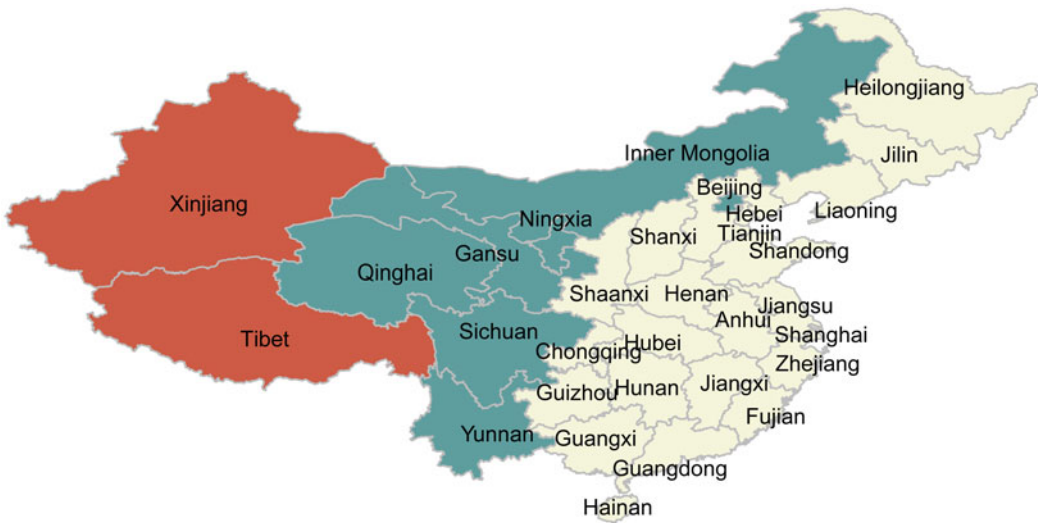 Heilongjiang
Jilin
Inner Mongolia
Beijing
Liaoning
Hebei
Xinjiang
Ningxia
Tianjin
Shanxi
Shandong
Gansu
Qinghai
Shaanxi
Henan
Jiangsu
Anhui
Tibet
Sichuan
Shanghai
Hubei
Chongqing
Zhejiang
Guizhou
Hunan
Jiangxi
Fujian
Yunnan
Guangxi
Guangdong
Hainan